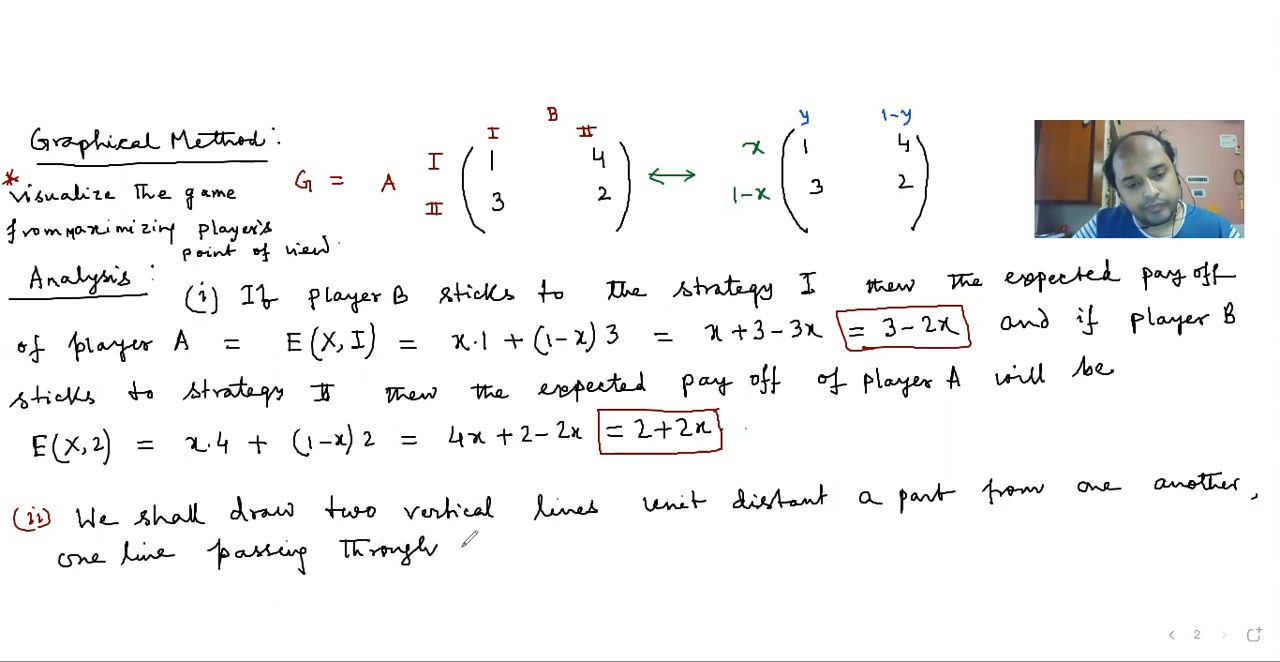 Graphical Method:
* Visualize the game
from maximizing player's
point of view.
B
I II
G = A I ( 1 4 ) ↔ x ( 1 4 )
II ( 3 2 ) 1-x ( 3 2 )
y 1-y
Analysis: (i) If player B sticks to the strategy I then the expected pay off
of player A = E(X, I) = x.1 + (1-x) 3 = x + 3 - 3x = 3 - 2x and if player B
sticks to strategy II then the expected pay off of player A will be
E(X, 2) = x.4 + (1-x) 2 = 4x + 2 - 2x = 2 + 2x
(ii) We shall draw two vertical lines unit distant a part from one another,
one line passing through
< 2 >